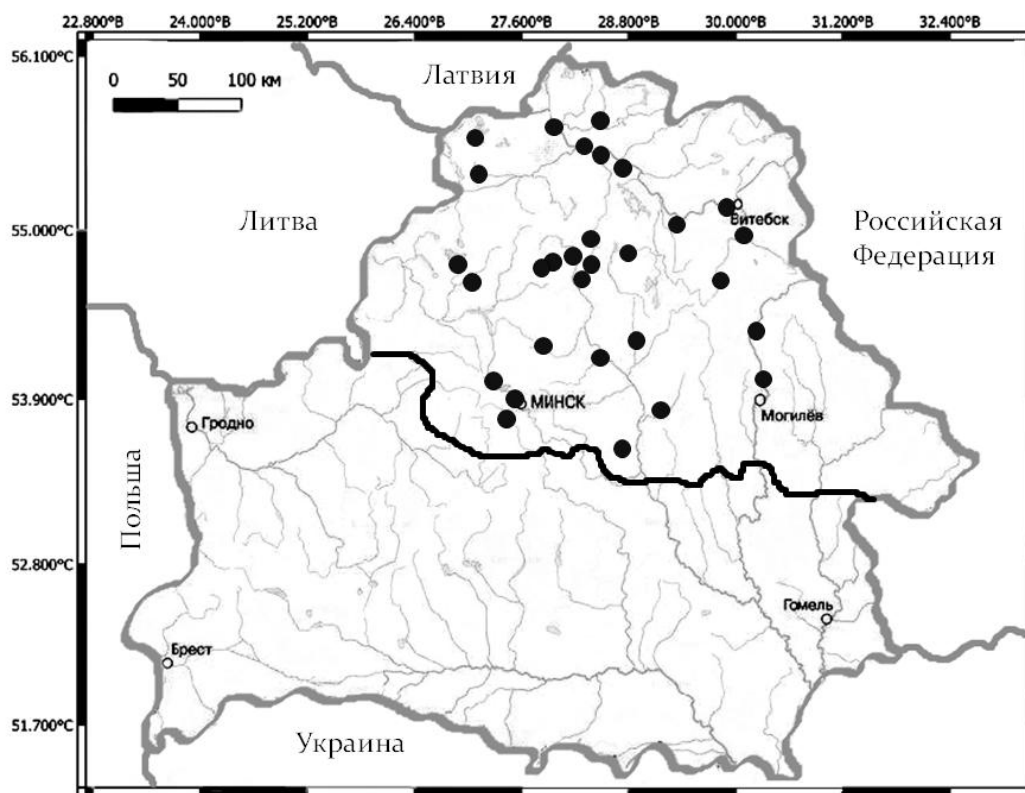 22.800°В 24.000°В 25.200°В 26.400°В 27.600°В 28.800°В 30.000°В 31.200°В 32.400°В
56.100°С
Латвия
0 50 100 км
Литва
Витебск
55.000°С
Российская
Федерация
53.900°С
МИНСК
Могилёв
Гродно
Польша
52.800°С
Гомель
Брест
51.700°С
Украина